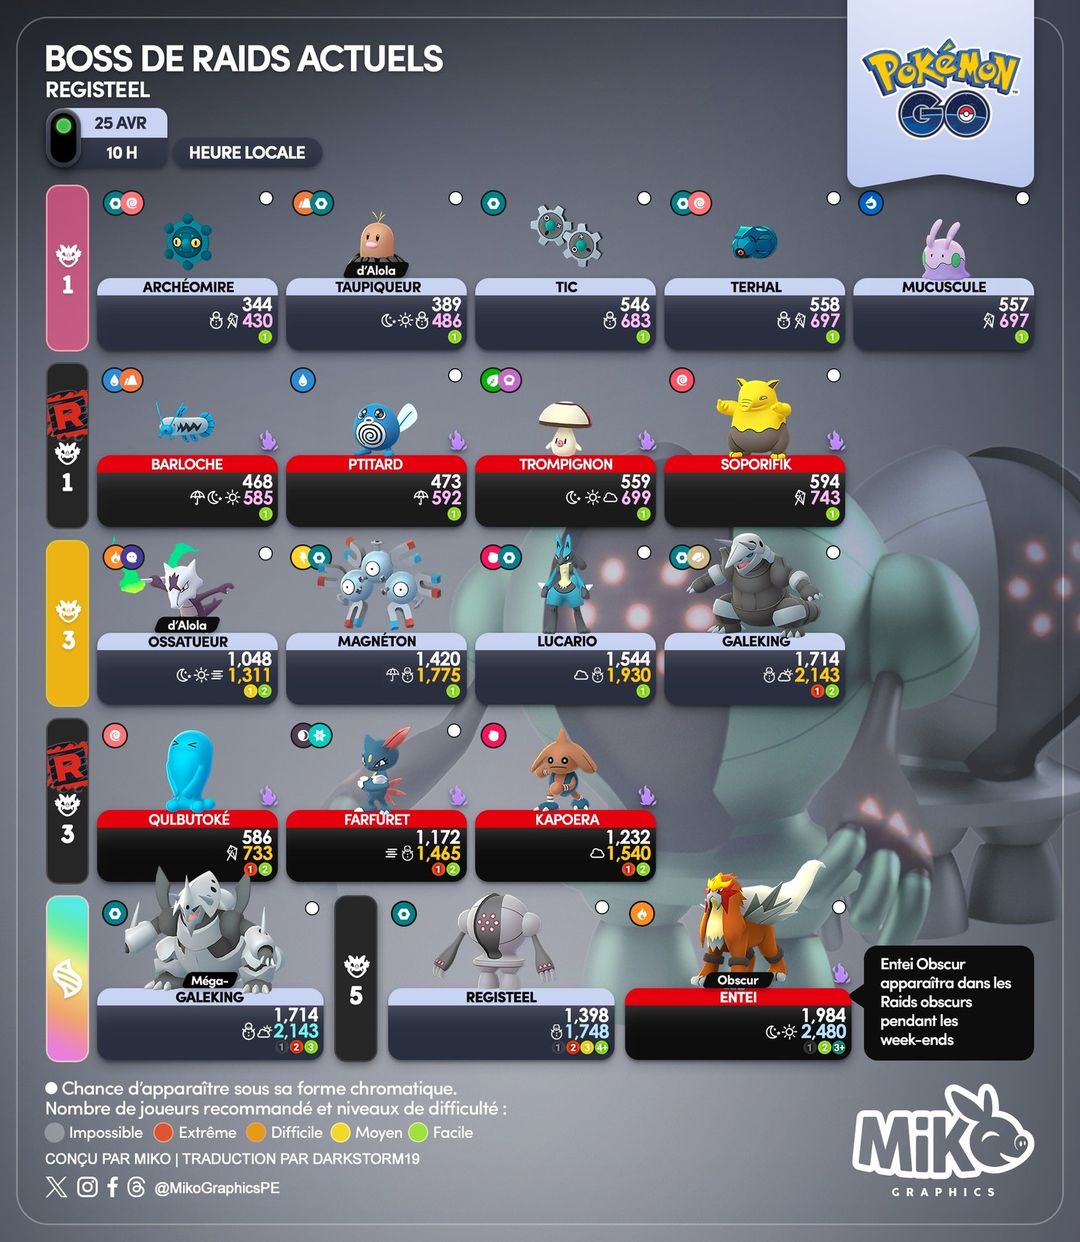 BOSS DE RAIDS ACTUELS
REGISTEEL
25 AVR
10 H
HEURE LOCALE
POKéMON
GO
1
ARCHÉOMIRE
344
430
1
d'Alola
TAUPIQUEUR
389
486
1
TIC
546
683
1
TERHAL
558
697
1
MUCUSCULE
557
697
1
R
1
BARLOCHE
468
585
1
PTITARD
473
592
1
TROMPIGNON
559
699
1
SOPORIFIK
594
743
1
3
d'Alola
OSSATUEUR
1,048
1,311
1 2
MAGNÉTON
1,420
1,775
1
LUCARIO
1,544
1,930
1
GALEKING
1,714
2,143
1 2
R
3
QULBUTOKÉ
586
733
1 2
FARFURET
1,172
1,465
1 2
KAPOERA
1,232
1,540
1 2
Méga-
GALEKING
1,714
2,143
1 2 3
5
REGISTEEL
1,398
1,748
1 2 3 4+
Obscur
ENTEI
1,984
2,480
1 2 3+
Entei Obscur
apparaîtra dans les
Raids obscurs
pendant les
week-ends
Chance d'apparaître sous sa forme chromatique.
Nombre de joueurs recommandé et niveaux de difficulté :
Impossible Extrême Difficile Moyen Facile
CONÇU PAR MIKO | TRADUCTION PAR DARKSTORM19
@MikoGraphicsPE
MiKO
GRAPHICS